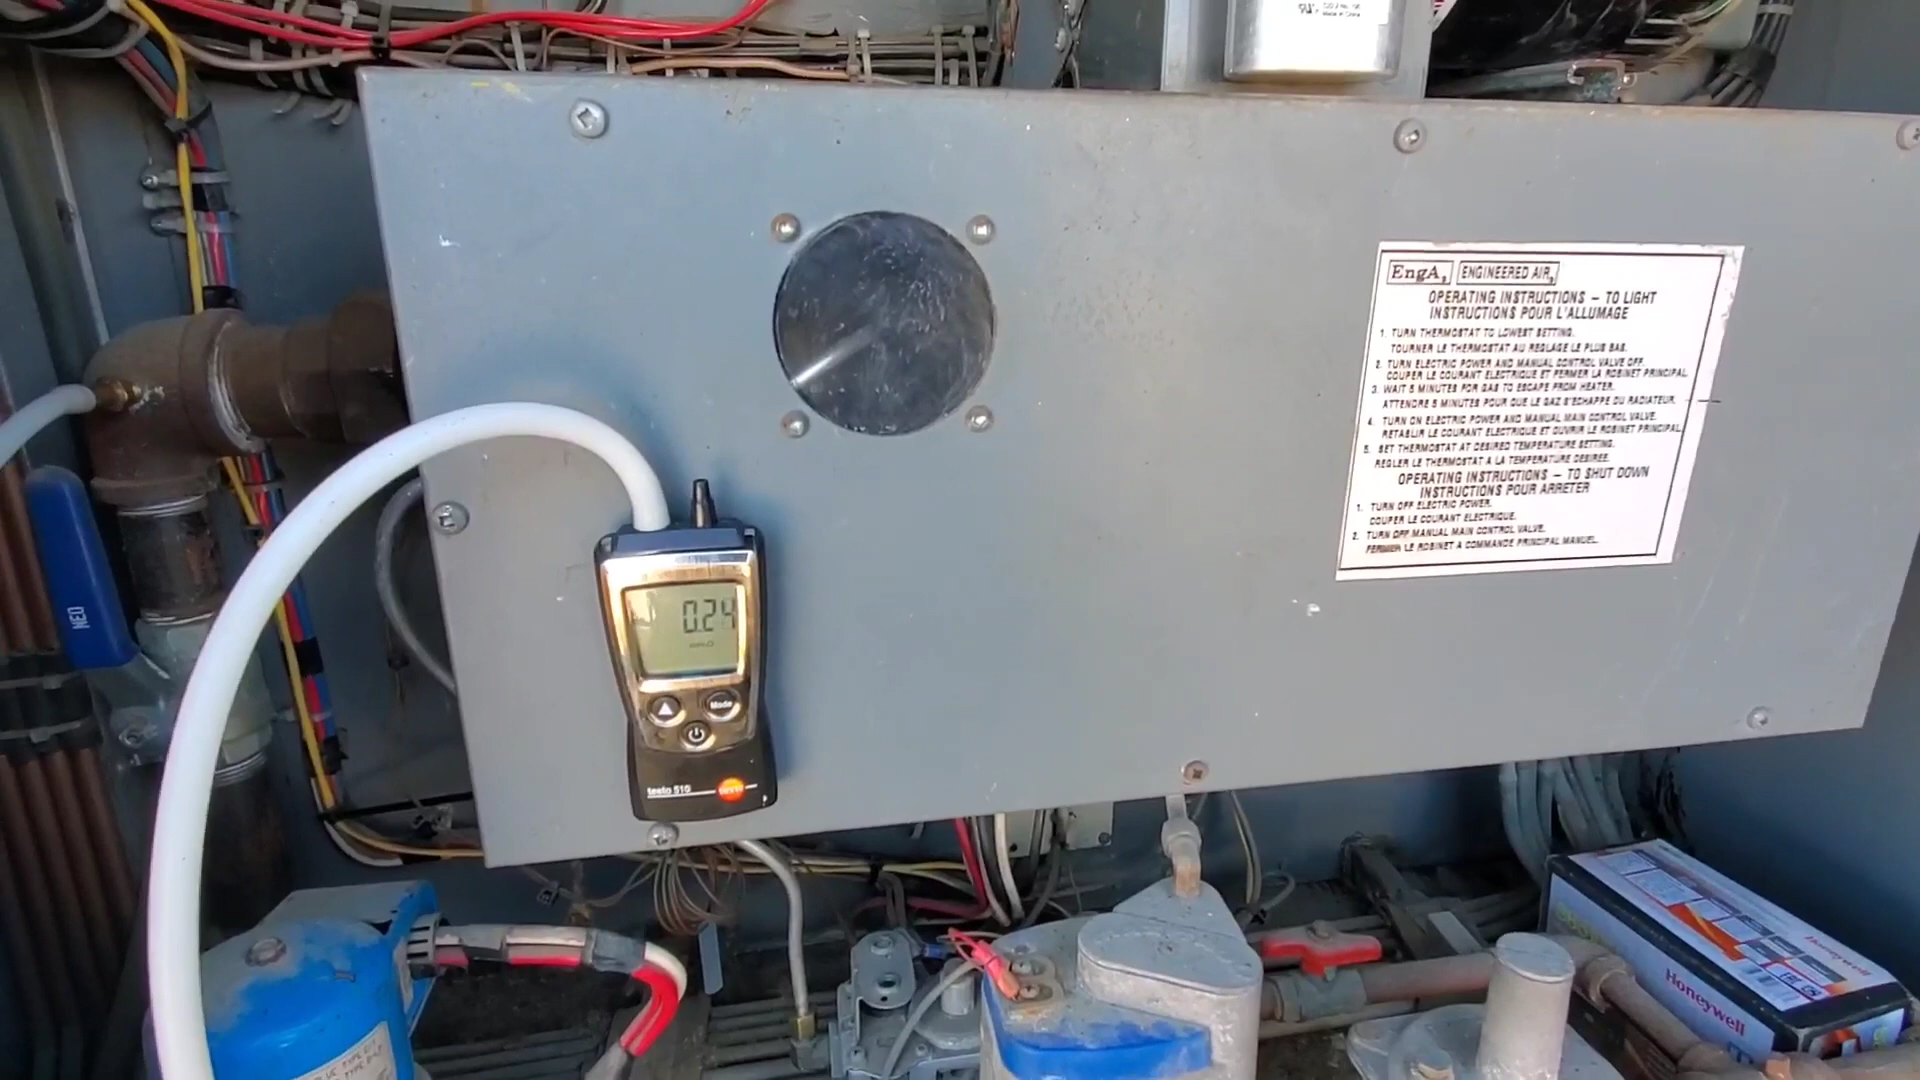 Made in China
EngA
ENGINEERED AIR
OPERATING INSTRUCTIONS - TO LIGHT
INSTRUCTIONS POUR L'ALLUMAGE
1. TURN THERMOSTAT TO LOWEST SETTING.
TOURNER LE THERMOSTAT AU REGLAGE LE PLUS BAS.
2. TURN ELECTRIC POWER AND MANUAL CONTROL VALVE OFF.
COUPER LE COURANT ELECTRIQUE ET FERMER LA ROBINET PRINCIPAL
3. WAIT 5 MINUTES FOR GAS TO ESCAPE FROM HEATER.
ATTENDRE 5 MINUTES POUR QUE LE GAZ S'ECHAPPE DU RADIATEUR.
4. TURN ON ELECTRIC POWER AND MANUAL MAIN CONTROL VALVE.
RETABLIR LE COURANT ELECTRIQUE ET OUVRIR LE ROBINET PRINCIPAL
5. SET THERMOSTAT AT DESIRED TEMPERATURE SETTING.
REGLER LE THERMOSTAT A LA TEMPERATURE DESIREE.
OPERATING INSTRUCTIONS - TO SHUT DOWN
INSTRUCTIONS POUR ARRETER
1. TURN OFF ELECTRIC POWER.
COUPER LE COURANT ELECTRIQUE.
2. TURN OFF MANUAL MAIN CONTROL VALVE.
FERMER LE ROBINET A COMMANDE PRINCIPAL MANUEL.
NEO
0.24
Mode
testo 510
testo
Honeywell
Honeywell